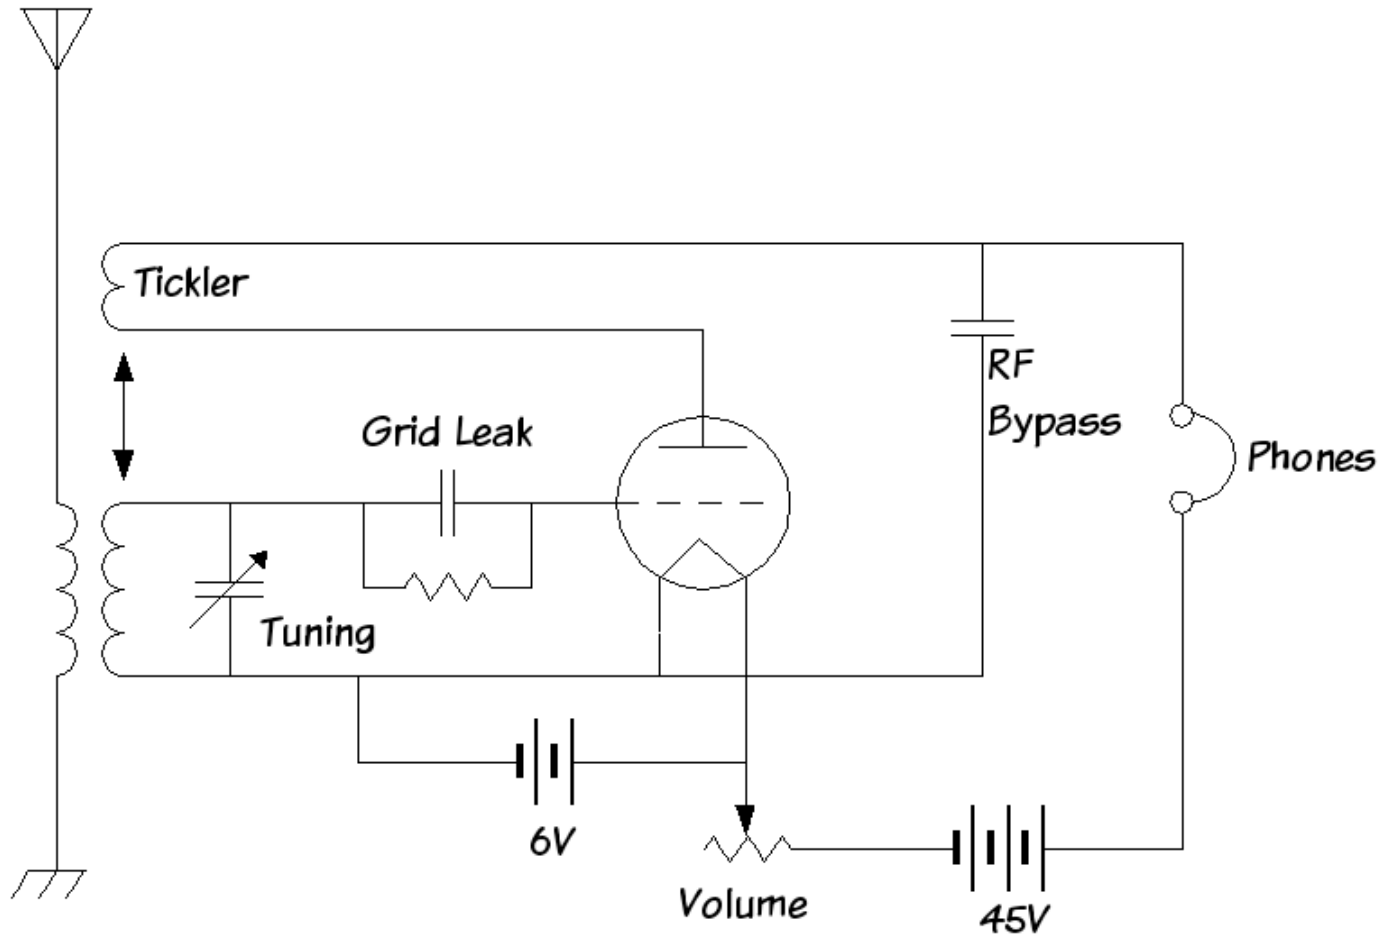 Tickler
RF
Bypass
Grid Leak
Phones
Tuning
6V
Volume
45V